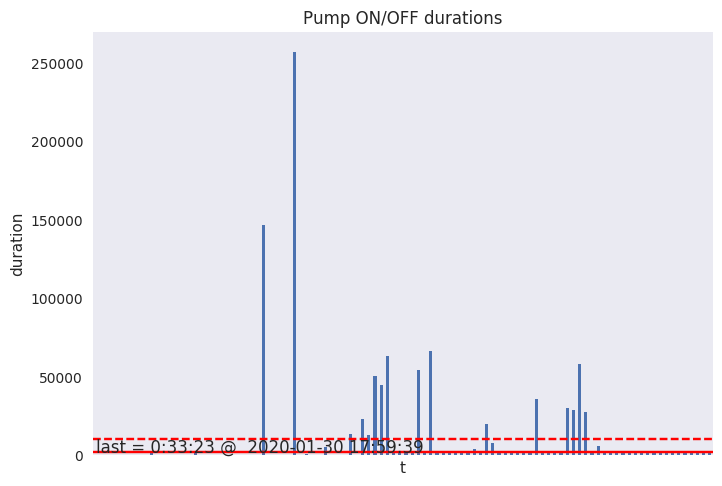 Pump ON/OFF durations
250000
200000
150000
100000
50000
0
duration
last = 0:33:23 @ 2020-01-30 17:59:39
t